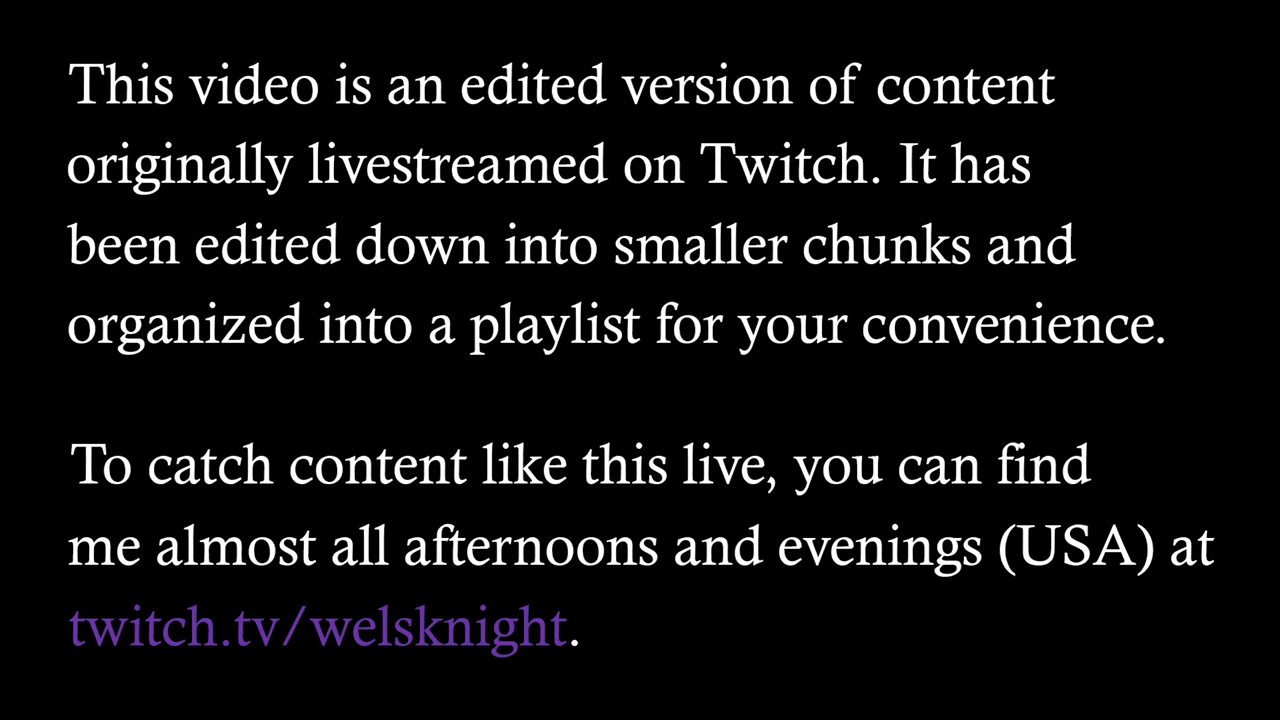 This video is an edited version of content
originally livestreamed on Twitch. It has
been edited down into smaller chunks and
organized into a playlist for your convenience.
To catch content like this live, you can find
me almost all afternoons and evenings (USA) at
twitch.tv/welsknight.